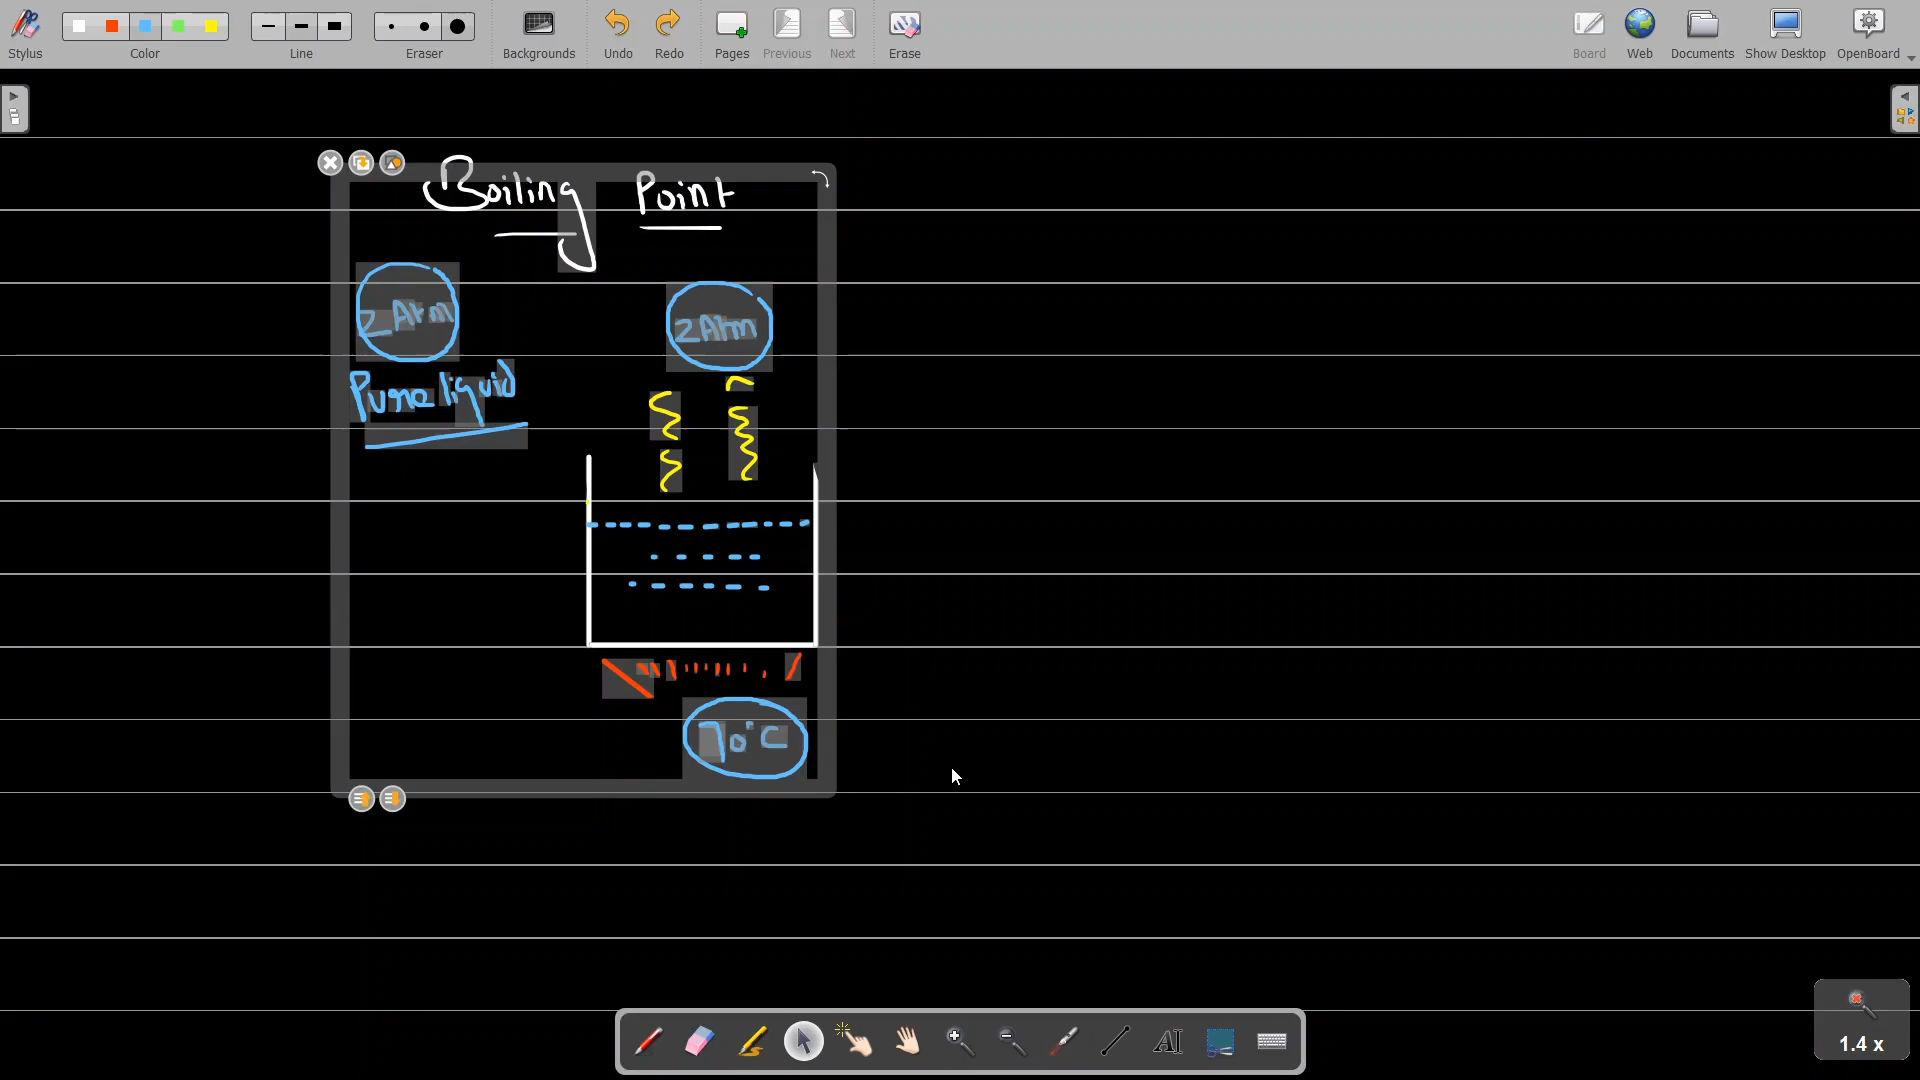 Stylus Color Line Eraser Backgrounds Undo Redo Pages Previous Next Erase Board Web Documents Show Desktop OpenBoard
Boiling Point
2 Atm 2 Atm
Pure liquid
70°C
1.4 x